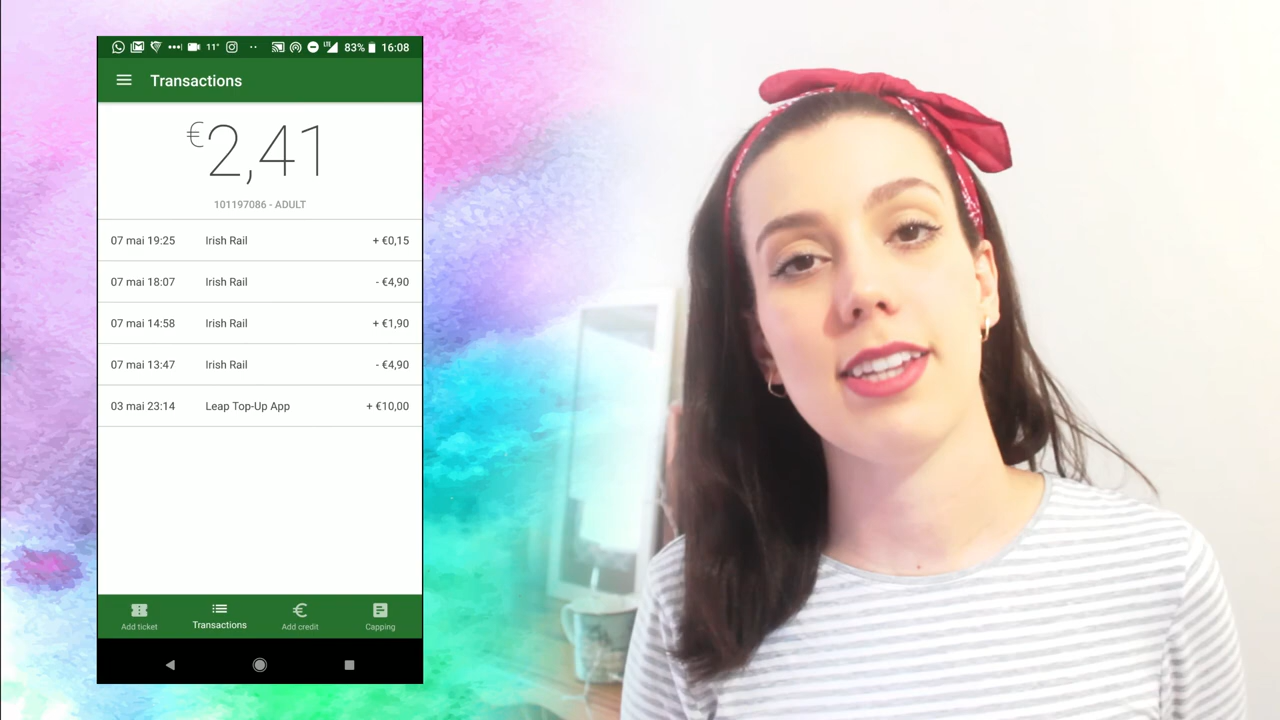 11° LTE 83% 16:08
Transactions
€2,41
101197086 - ADULT
07 mai 19:25 Irish Rail + €0,15
07 mai 18:07 Irish Rail - €4,90
07 mai 14:58 Irish Rail + €1,90
07 mai 13:47 Irish Rail - €4,90
03 mai 23:14 Leap Top-Up App + €10,00
Add ticket Transactions Add credit Capping